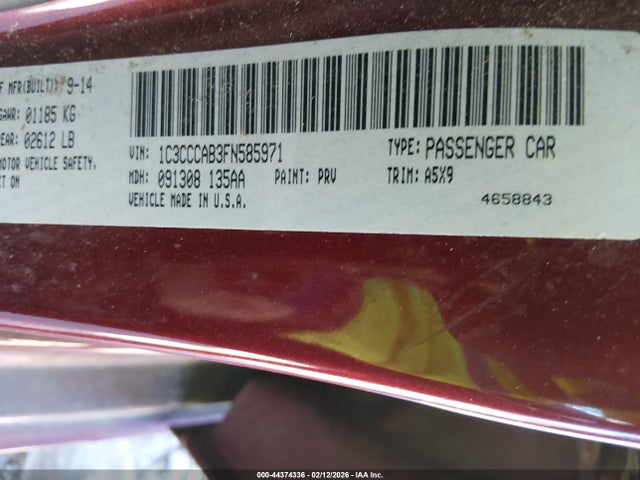 F MFR(BUILT) 9-14
GAWR: 01185 KG
EAR: 02612 LB
MOTOR VEHICLE SAFETY,
CT ON
VIN: 1C3CCCAB3FN585971
TYPE: PASSENGER CAR
MDH: 091308 135AA PAINT: PRV TRIM: A5X9
VEHICLE MADE IN U.S.A.
4658843
000-44374336 - 02/12/2026 - IAA Inc.